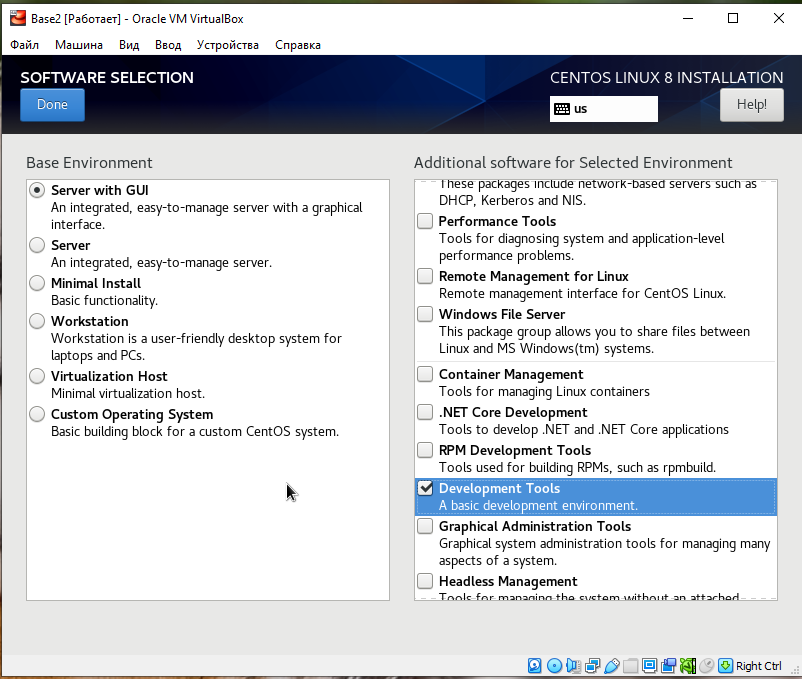 Base2 [Работает] - Oracle VM VirtualBox
Файл Машина Вид Ввод Устройства Справка
SOFTWARE SELECTION
CENTOS LINUX 8 INSTALLATION
Done
us
Help!
Base Environment
Server with GUI
An integrated, easy-to-manage server with a graphical
interface.
Server
An integrated, easy-to-manage server.
Minimal Install
Basic functionality.
Workstation
Workstation is a user-friendly desktop system for
laptops and PCs.
Virtualization Host
Minimal virtualization host.
Custom Operating System
Basic building block for a custom CentOS system.
Additional software for Selected Environment
These packages include network-based servers such as
DHCP, Kerberos and NIS.
Performance Tools
Tools for diagnosing system and application-level
performance problems.
Remote Management for Linux
Remote management interface for CentOS Linux.
Windows File Server
This package group allows you to share files between
Linux and MS Windows(tm) systems.
Container Management
Tools for managing Linux containers
.NET Core Development
Tools to develop .NET and .NET Core applications
RPM Development Tools
Tools used for building RPMs, such as rpmbuild.
Development Tools
A basic development environment.
Graphical Administration Tools
Graphical system administration tools for managing many
aspects of a system.
Headless Management
Tools for managing the system without an attached
Right Ctrl